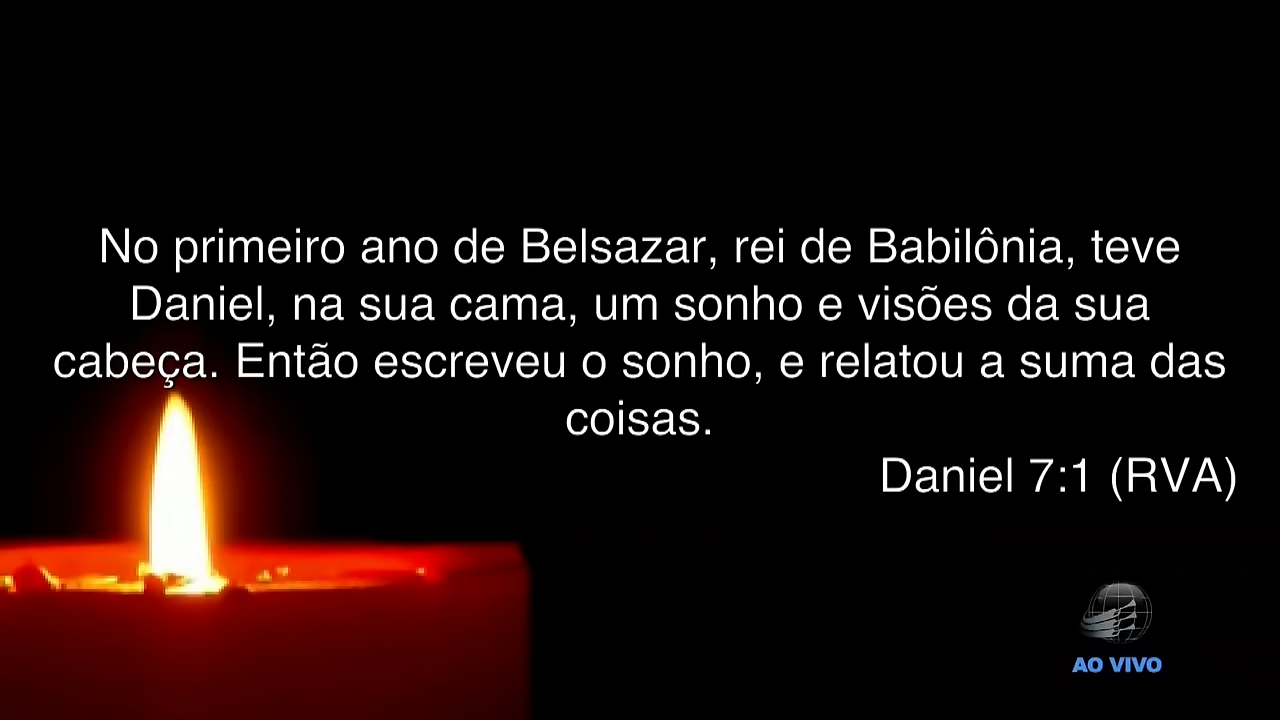 No primeiro ano de Belsazar, rei de Babilônia, teve
Daniel, na sua cama, um sonho e visões da sua
cabeça. Então escreveu o sonho, e relatou a suma das
coisas.
Daniel 7:1 (RVA)
AO VIVO